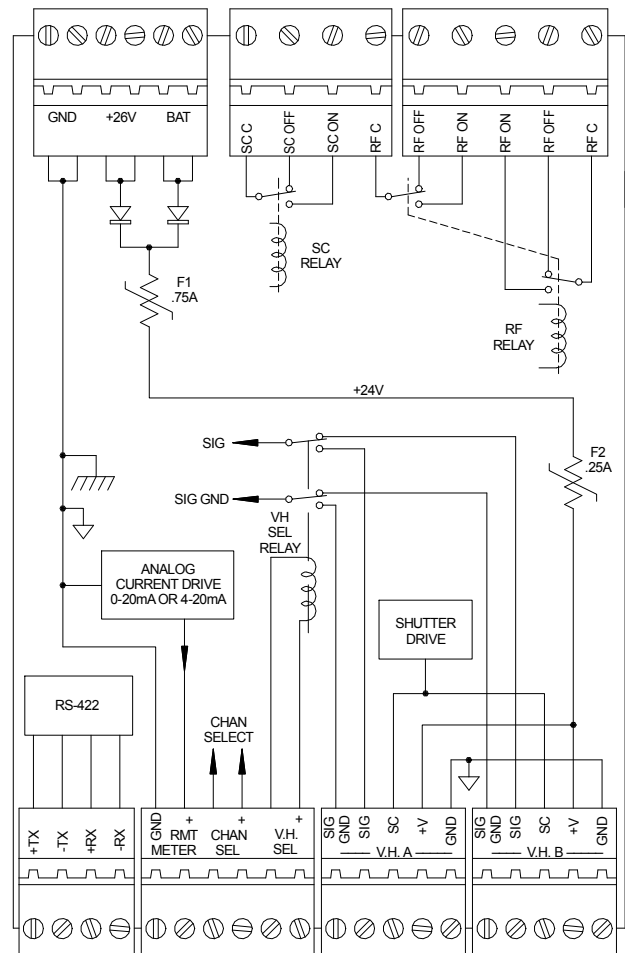 GND +26V BAT
SC C
SC OFF
SC ON
RF C
RF OFF
RF ON
RF ON
RF OFF
RF C
F1
.75A
SC
RELAY
RF
RELAY
+24V
SIG
F2
.25A
SIG GND
VH
SEL
RELAY
ANALOG
CURRENT DRIVE
0-20mA OR 4-20mA
SHUTTER
DRIVE
RS-422
CHAN
SELECT
+TX
-TX
+RX
-RX
GND
+
RMT
METER
+
CHAN
SEL
+
V.H.
SEL
SIG
GND
SIG
SC
+V
GND
V.H. A
SIG
GND
SIG
SC
+V
GND
V.H. B